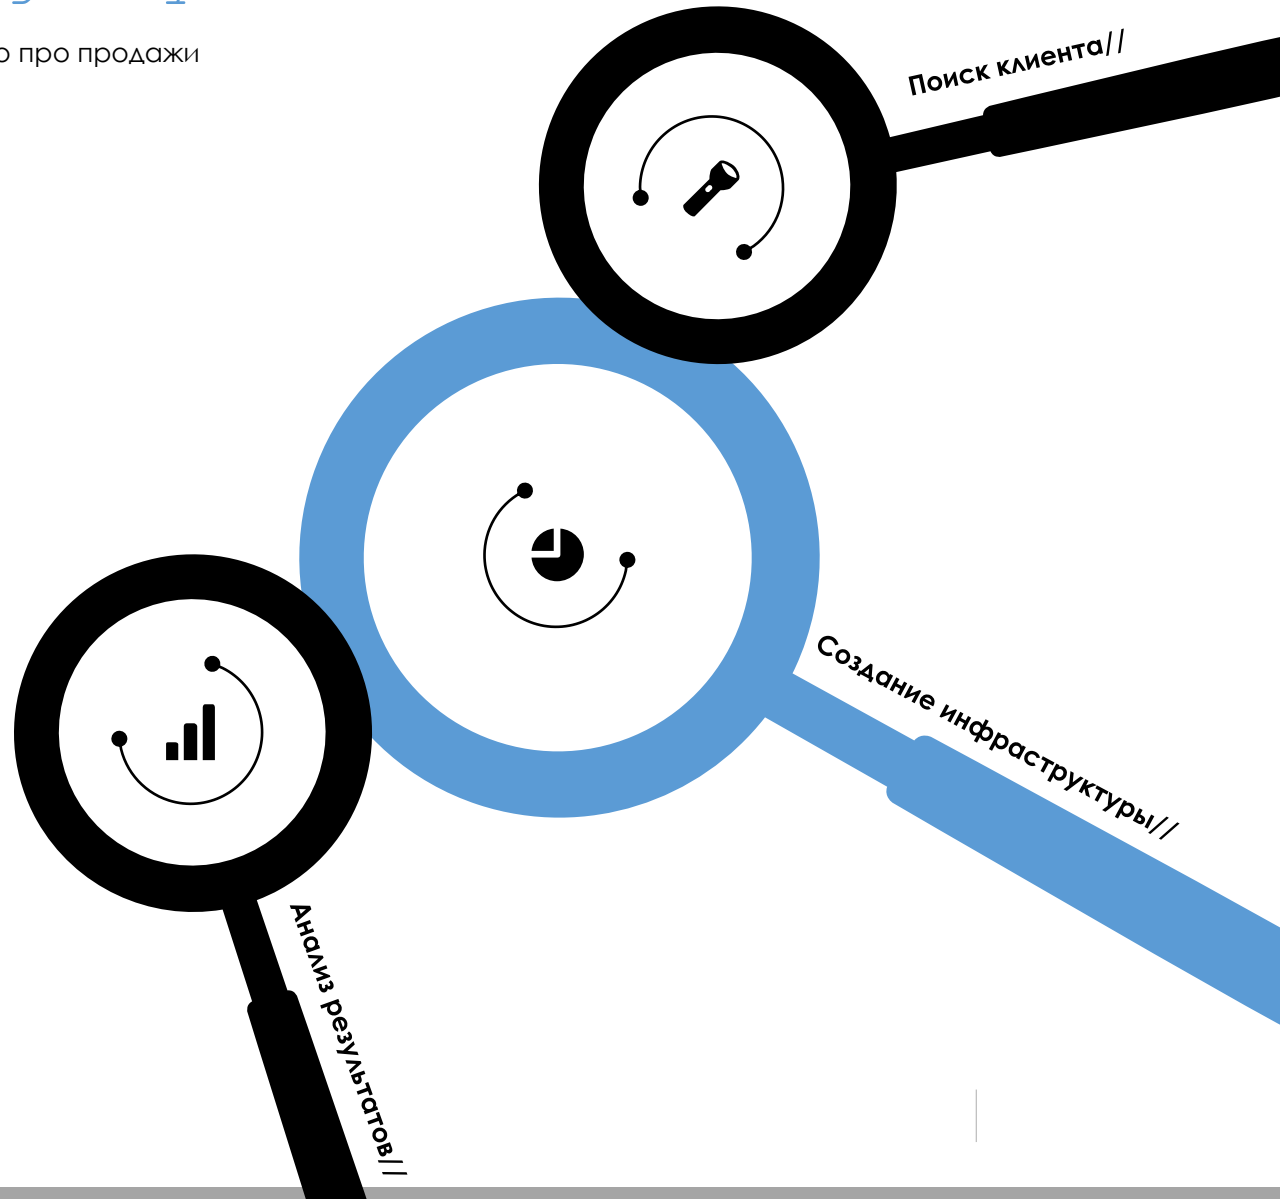 про продажи
Поиск клиента//
Создание инфраструктуры//
Анализ результатов//